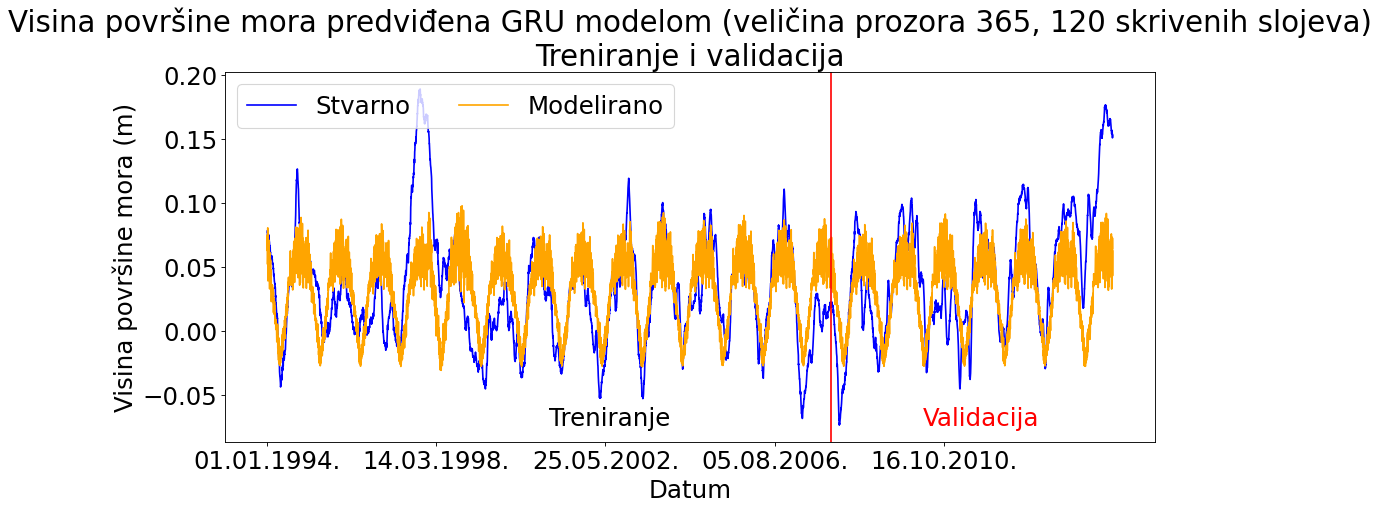 Visina površine mora predviđena GRU modelom (veličina prozora 365, 120 skrivenih slojeva)
Treniranje i validacija
Stvarno
Modelirano
Visina površine mora (m)
0.20
0.15
0.10
0.05
0.00
−0.05
Treniranje
Validacija
01.01.1994.
14.03.1998.
25.05.2002.
05.08.2006.
16.10.2010.
Datum